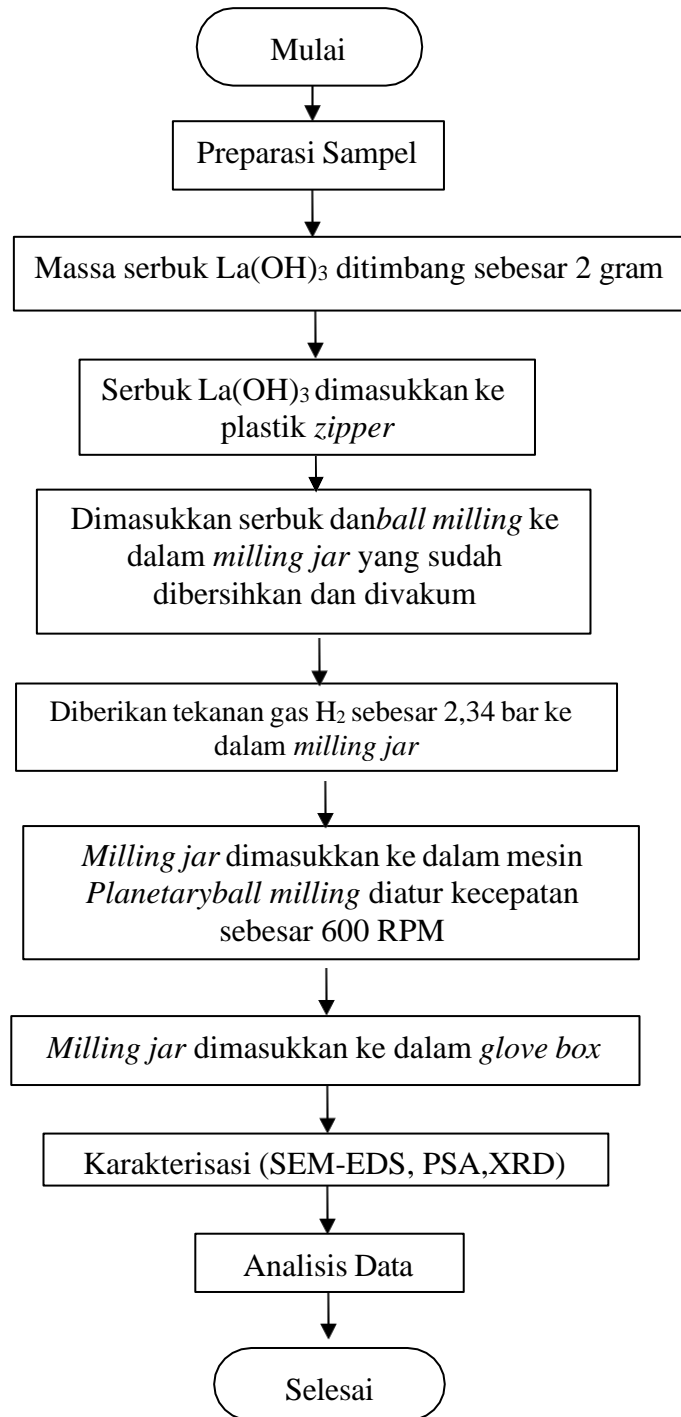 Mulai
Preparasi Sampel
Massa serbuk La(OH)₃ ditimbang sebesar 2 gram
Serbuk La(OH)₃ dimasukkan ke
plastik zipper
Dimasukkan serbuk danball milling ke
dalam milling jar yang sudah
dibersihkan dan divakum
Diberikan tekanan gas H₂ sebesar 2,34 bar ke
dalam milling jar
Milling jar dimasukkan ke dalam mesin
Planetaryball milling diatur kecepatan
sebesar 600 RPM
Milling jar dimasukkan ke dalam glove box
Karakterisasi (SEM-EDS, PSA,XRD)
Analisis Data
Selesai